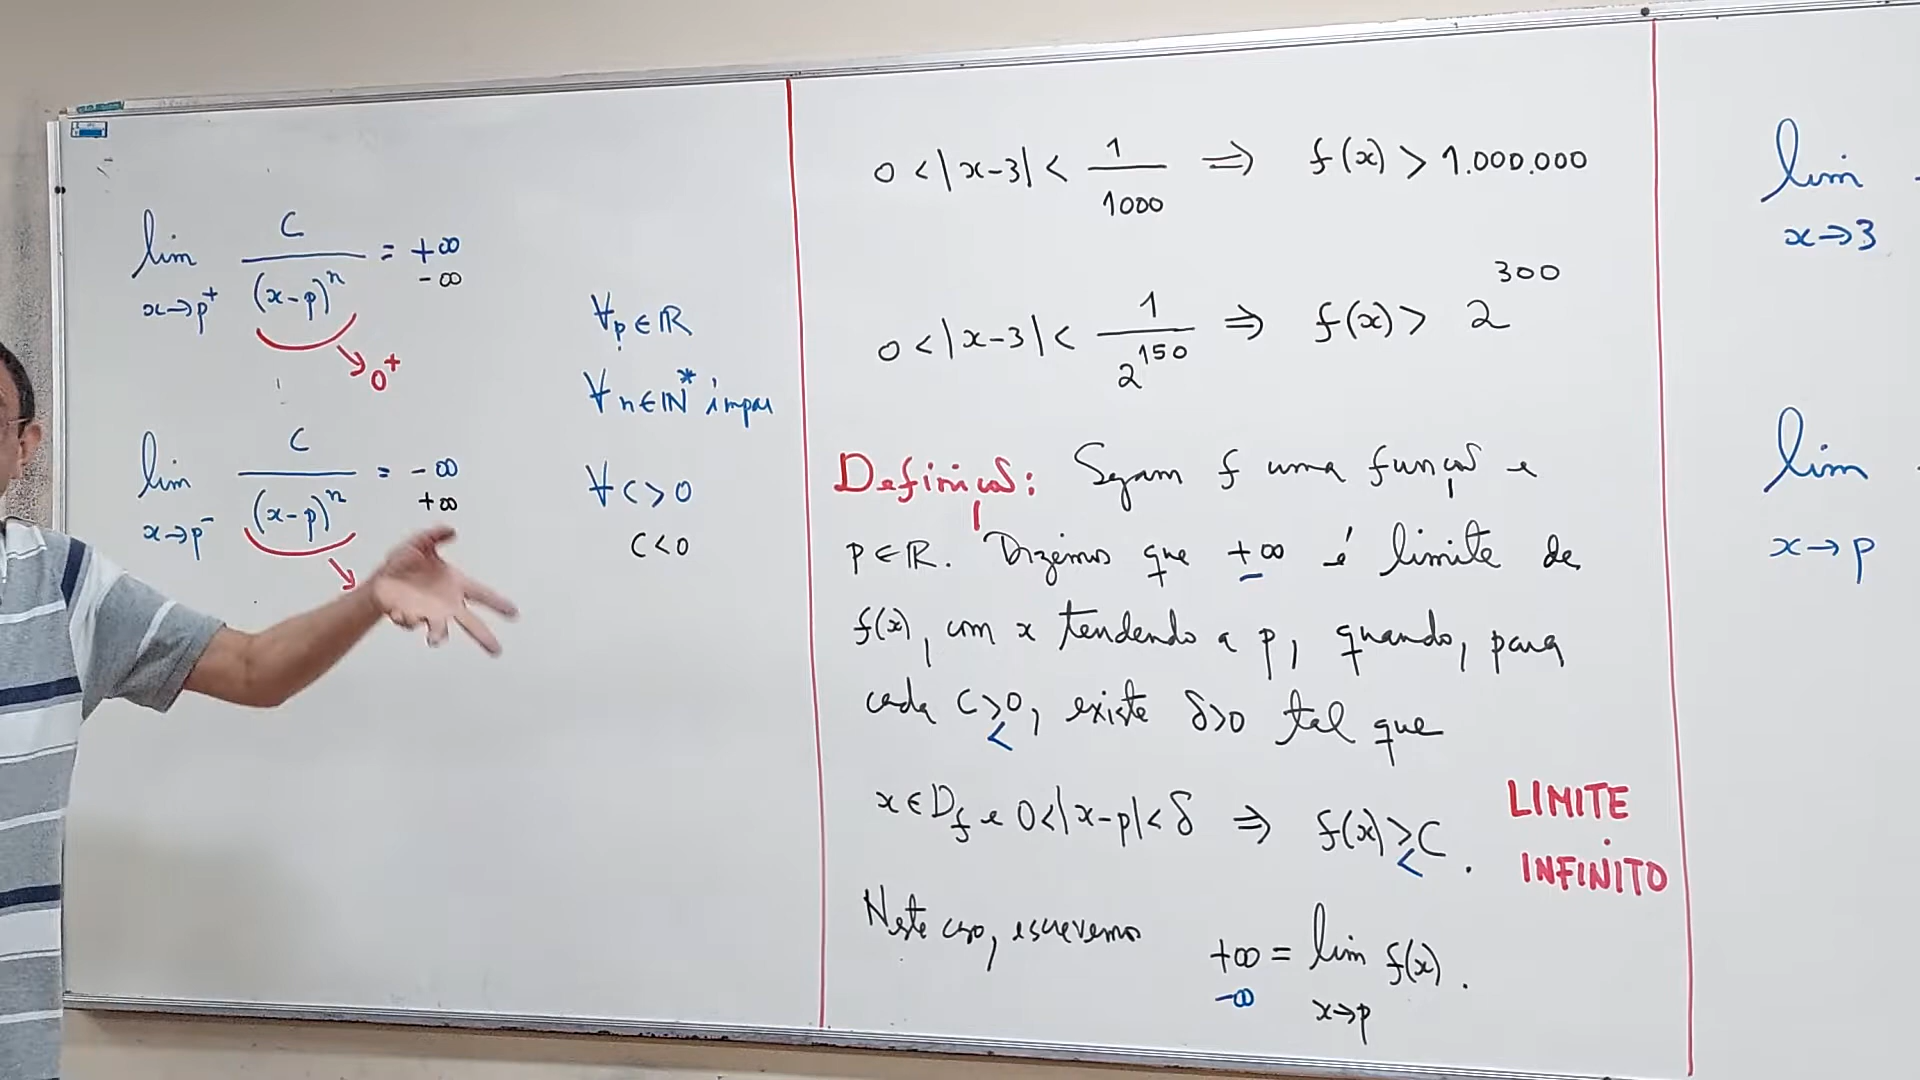 lim x→p⁺ C/(x-p)ⁿ = +∞
-∞
→ 0⁺
lim x→p⁻ C/(x-p)ⁿ = -∞
+∞
∀p∈ℝ
∀n∈ℕ* ímpar
∀C>0
C<0
0<|x-3|< 1/1000 ⇒ f(x) > 1.000.000
0<|x-3|< 1/2¹⁵⁰ ⇒ f(x) > 2³⁰⁰
Definição: Sejam f uma função e
p∈ℝ. Dizemos que +∞ é limite de
f(x), com x tendendo a p, quando, para
cada C>0, existe δ>0 tal que
<
x∈D_f e 0<|x-p|<δ ⇒ f(x)>C.
<
LIMITE
INFINITO
Neste caso, escrevemos
+∞ = lim x→p f(x).
-∞
lim x→3
lim x→p